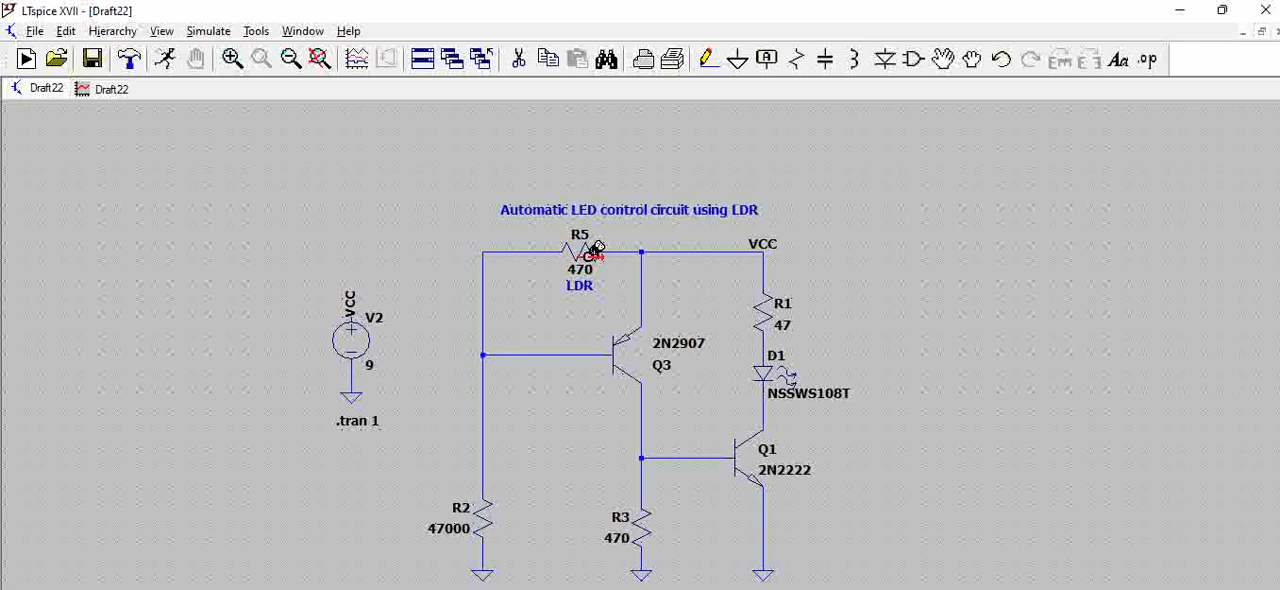 LTspice XVII - [Draft22]
File Edit Hierarchy View Simulate Tools Window Help
Aa .op
Draft22 Draft22
Automatic LED control circuit using LDR
R5
470
LDR
VCC
R1
47
VCC
V2
9
.tran 1
2N2907
Q3
D1
NSSWS108T
Q1
2N2222
R2
47000
R3
470